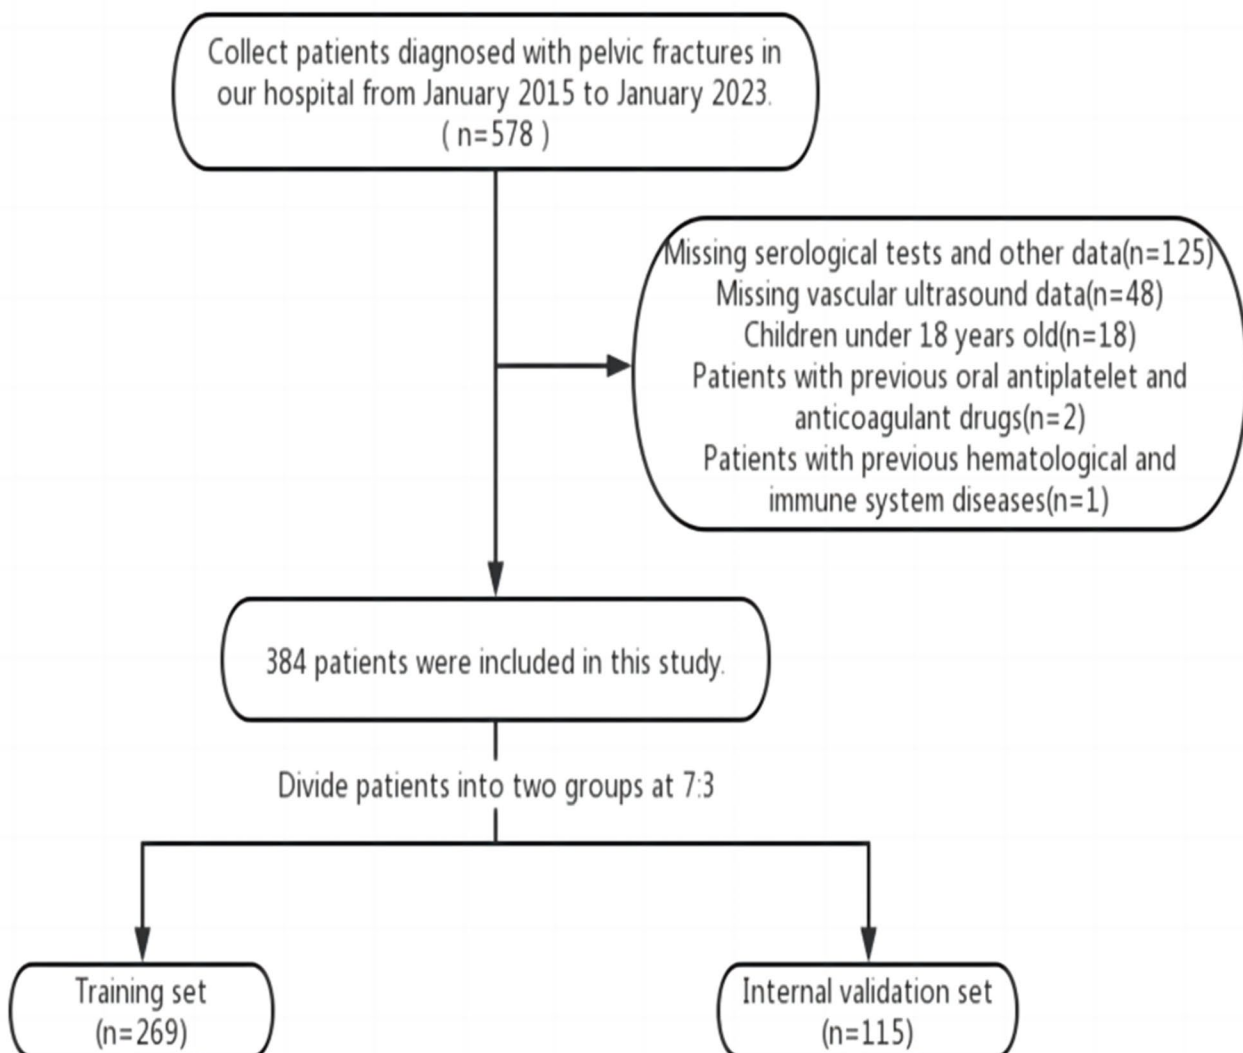 Collect patients diagnosed with pelvic fractures in
our hospital from January 2015 to January 2023.
( n=578 )
Missing serological tests and other data(n=125)
Missing vascular ultrasound data(n=48)
Children under 18 years old(n=18)
Patients with previous oral antiplatelet and
anticoagulant drugs(n=2)
Patients with previous hematological and
immune system diseases(n=1)
384 patients were included in this study.
Divide patients into two groups at 7:3
Training set
(n=269)
Internal validation set
(n=115)